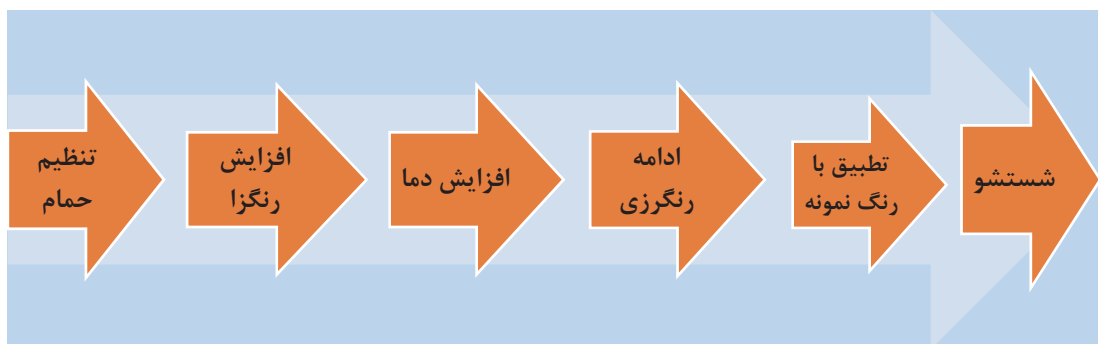 تنظیم
حمام
افزایش
رنگزا
افزایش دما
ادامه
رنگرزی
تطبیق با
رنگ نمونه
شستشو